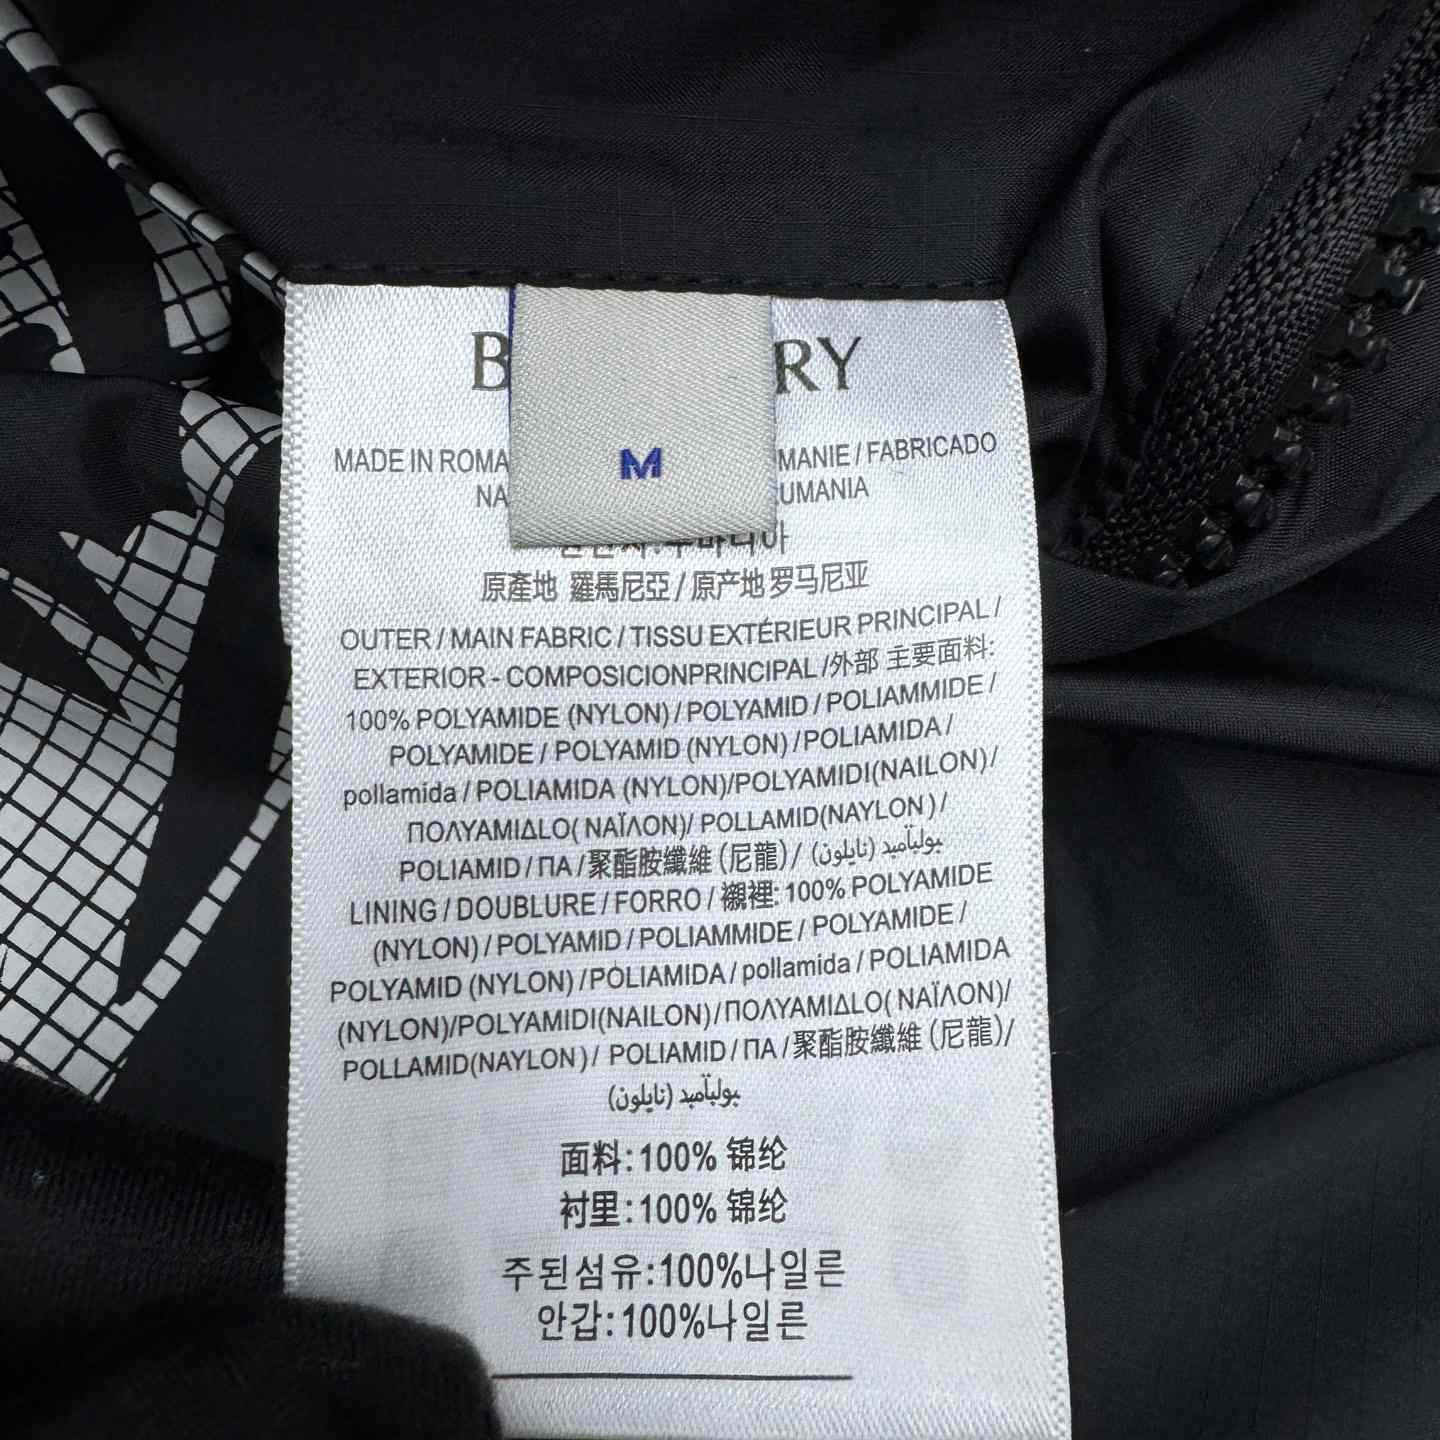 B RY
M
MADE IN ROMA MANIE / FABRICADO
NA UMANIA
原產地 羅馬尼亞 / 原产地 罗马尼亚
OUTER / MAIN FABRIC / TISSU EXTÉRIEUR PRINCIPAL /
EXTERIOR - COMPOSICIONPRINCIPAL /外部 主要面料:
100% POLYAMIDE (NYLON) / POLYAMID / POLIAMMIDE /
POLYAMIDE / POLYAMID (NYLON) / POLIAMIDA /
pollamida / POLIAMIDA (NYLON)/POLYAMIDI(NAILON)/
ΠΟΛΥΑΜΙΔLΟ( ΝΑΪΛΟΝ)/ POLLAMID(NAYLON ) /
POLIAMID / ПА / 聚酯胺纖維 (尼龍) / بوليآميد (نايلون)
LINING / DOUBLURE / FORRO / 襯裡: 100% POLYAMIDE
(NYLON) / POLYAMID / POLIAMMIDE / POLYAMIDE /
POLYAMID (NYLON) /POLIAMIDA / pollamida / POLIAMIDA
(NYLON)/POLYAMIDI(NAILON)/ΠΟΛΥΑΜΙΔLΟ( ΝΑΪΛΟΝ)/
POLLAMID(NAYLON ) / POLIAMID / ПА / 聚酯胺纖維 (尼龍)/
بوليآميد (نايلون)
面料: 100% 锦纶
衬里: 100% 锦纶
주된섬유:100%나일론
안감:100%나일론